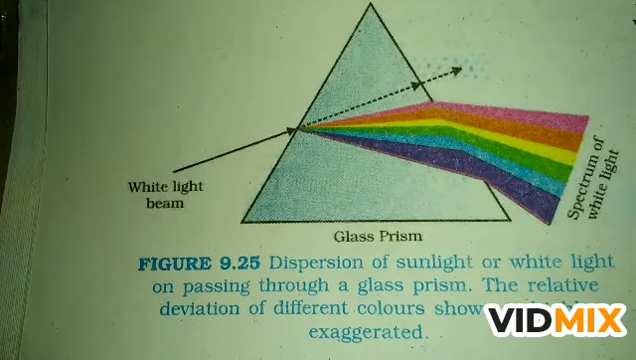 White light
beam
Spectrum of
white light
Glass Prism
FIGURE 9.25 Dispersion of sunlight or white light
on passing through a glass prism. The relative
deviation of different colours
exaggerated.
VIDMIX